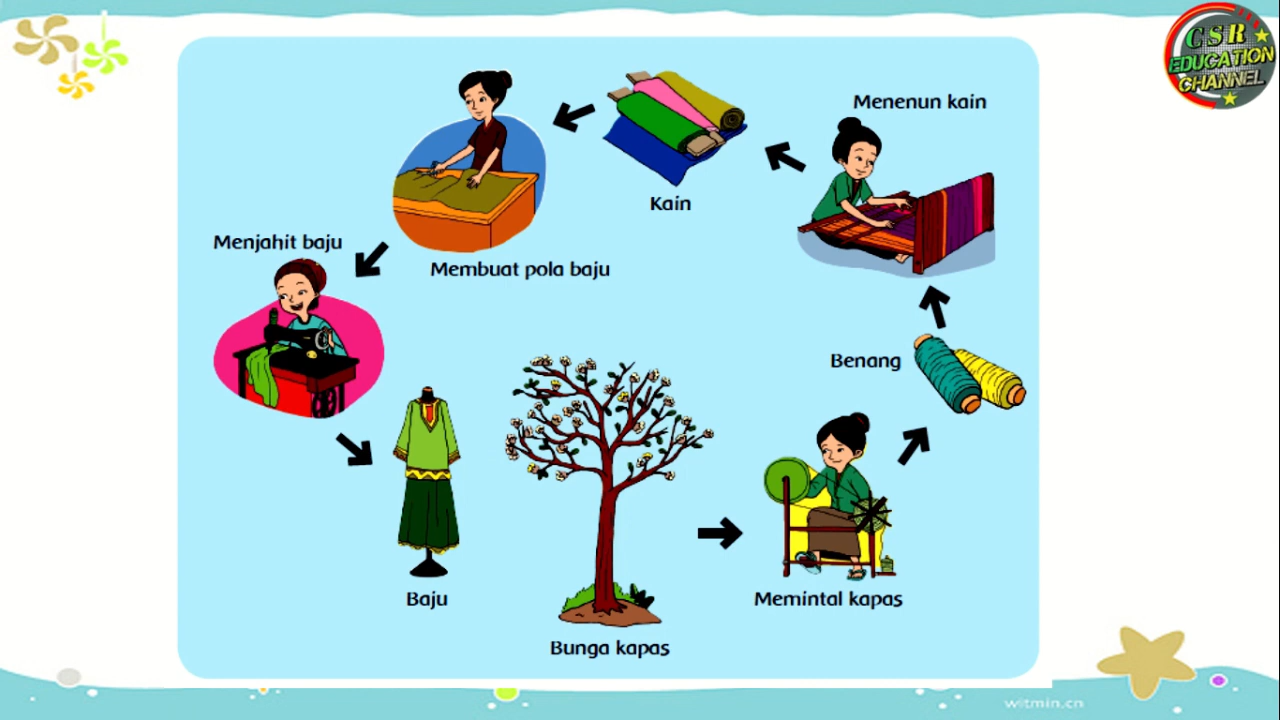 CSR
EDUCATION
CHANNEL
Menenun kain
Kain
Menjahit baju
Membuat pola baju
Benang
Baju
Memintal kapas
Bunga kapas
witmin.cn